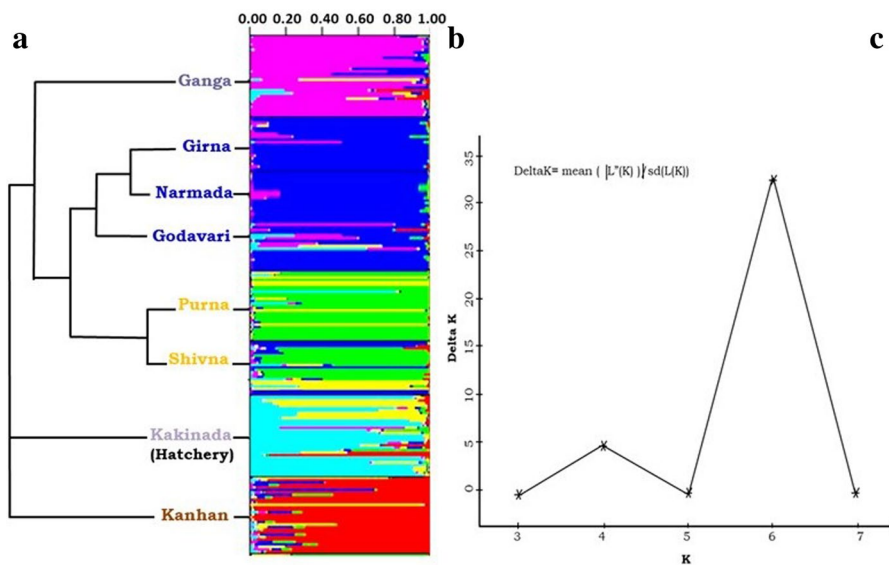 a
b
c
0.00 0.20 0.40 0.60 0.80 1.00
Ganga
Girna
Narmada
Godavari
Purna
Shivna
Kakinada
(Hatchery)
Kanhan
DeltaK= mean ( |L"(K) )|/sd(L(K))
Delta K
35
30
25
20
15
10
5
0
3 4 5 6 7
K